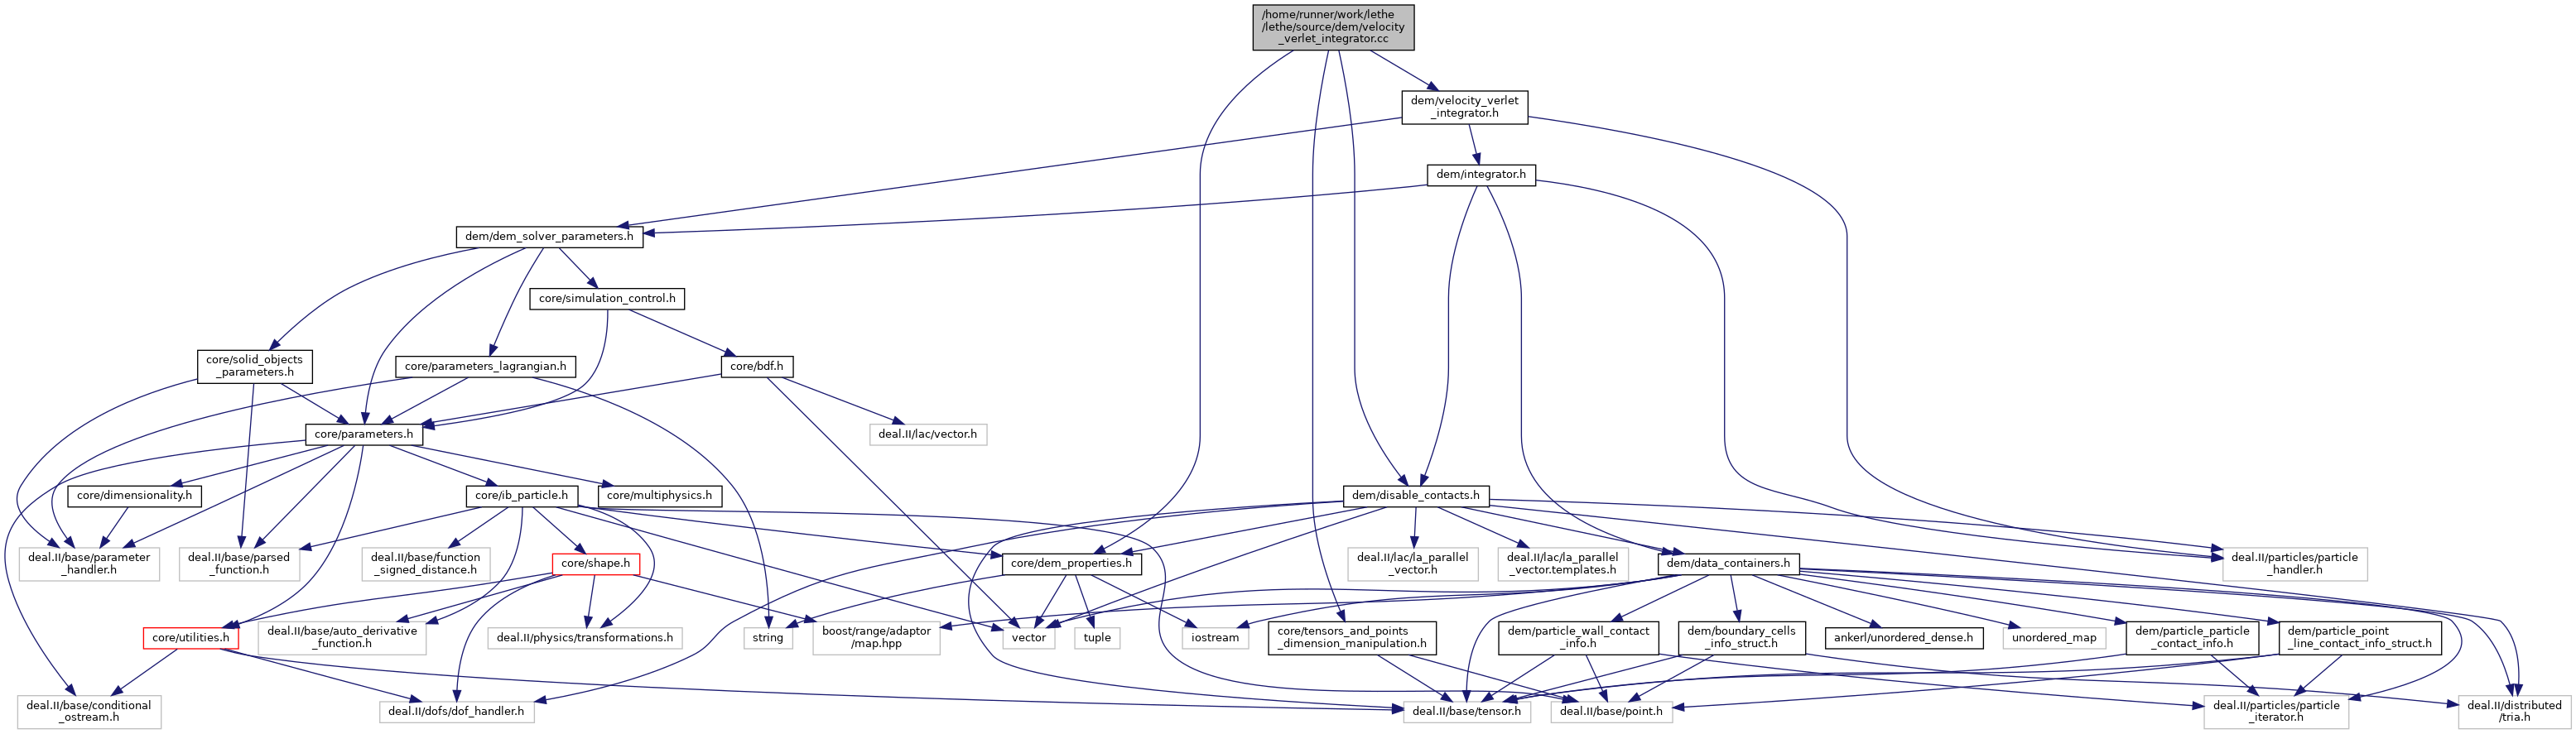 /home/runner/work/lethe
/lethe/source/dem/velocity
_verlet_integrator.cc
dem/velocity_verlet
_integrator.h
dem/integrator.h
dem/dem_solver_parameters.h
core/simulation_control.h
core/solid_objects
_parameters.h
core/parameters_lagrangian.h
core/bdf.h
core/parameters.h
deal.II/lac/vector.h
core/dimensionality.h
core/ib_particle.h
core/multiphysics.h
dem/disable_contacts.h
deal.II/base/parameter
_handler.h
deal.II/base/parsed
_function.h
deal.II/base/function
_signed_distance.h
core/shape.h
core/dem_properties.h
deal.II/lac/la_parallel
_vector.h
deal.II/lac/la_parallel
_vector.templates.h
dem/data_containers.h
deal.II/particles/particle
_handler.h
core/utilities.h
deal.II/base/auto_derivative
_function.h
deal.II/physics/transformations.h
string
boost/range/adaptor
/map.hpp
vector
tuple
iostream
core/tensors_and_points
_dimension_manipulation.h
dem/particle_wall_contact
_info.h
dem/boundary_cells
_info_struct.h
ankerl/unordered_dense.h
unordered_map
dem/particle_particle
_contact_info.h
dem/particle_point
_line_contact_info_struct.h
deal.II/base/conditional
_ostream.h
deal.II/dofs/dof_handler.h
deal.II/base/tensor.h
deal.II/base/point.h
deal.II/particles/particle
_iterator.h
deal.II/distributed
/tria.h